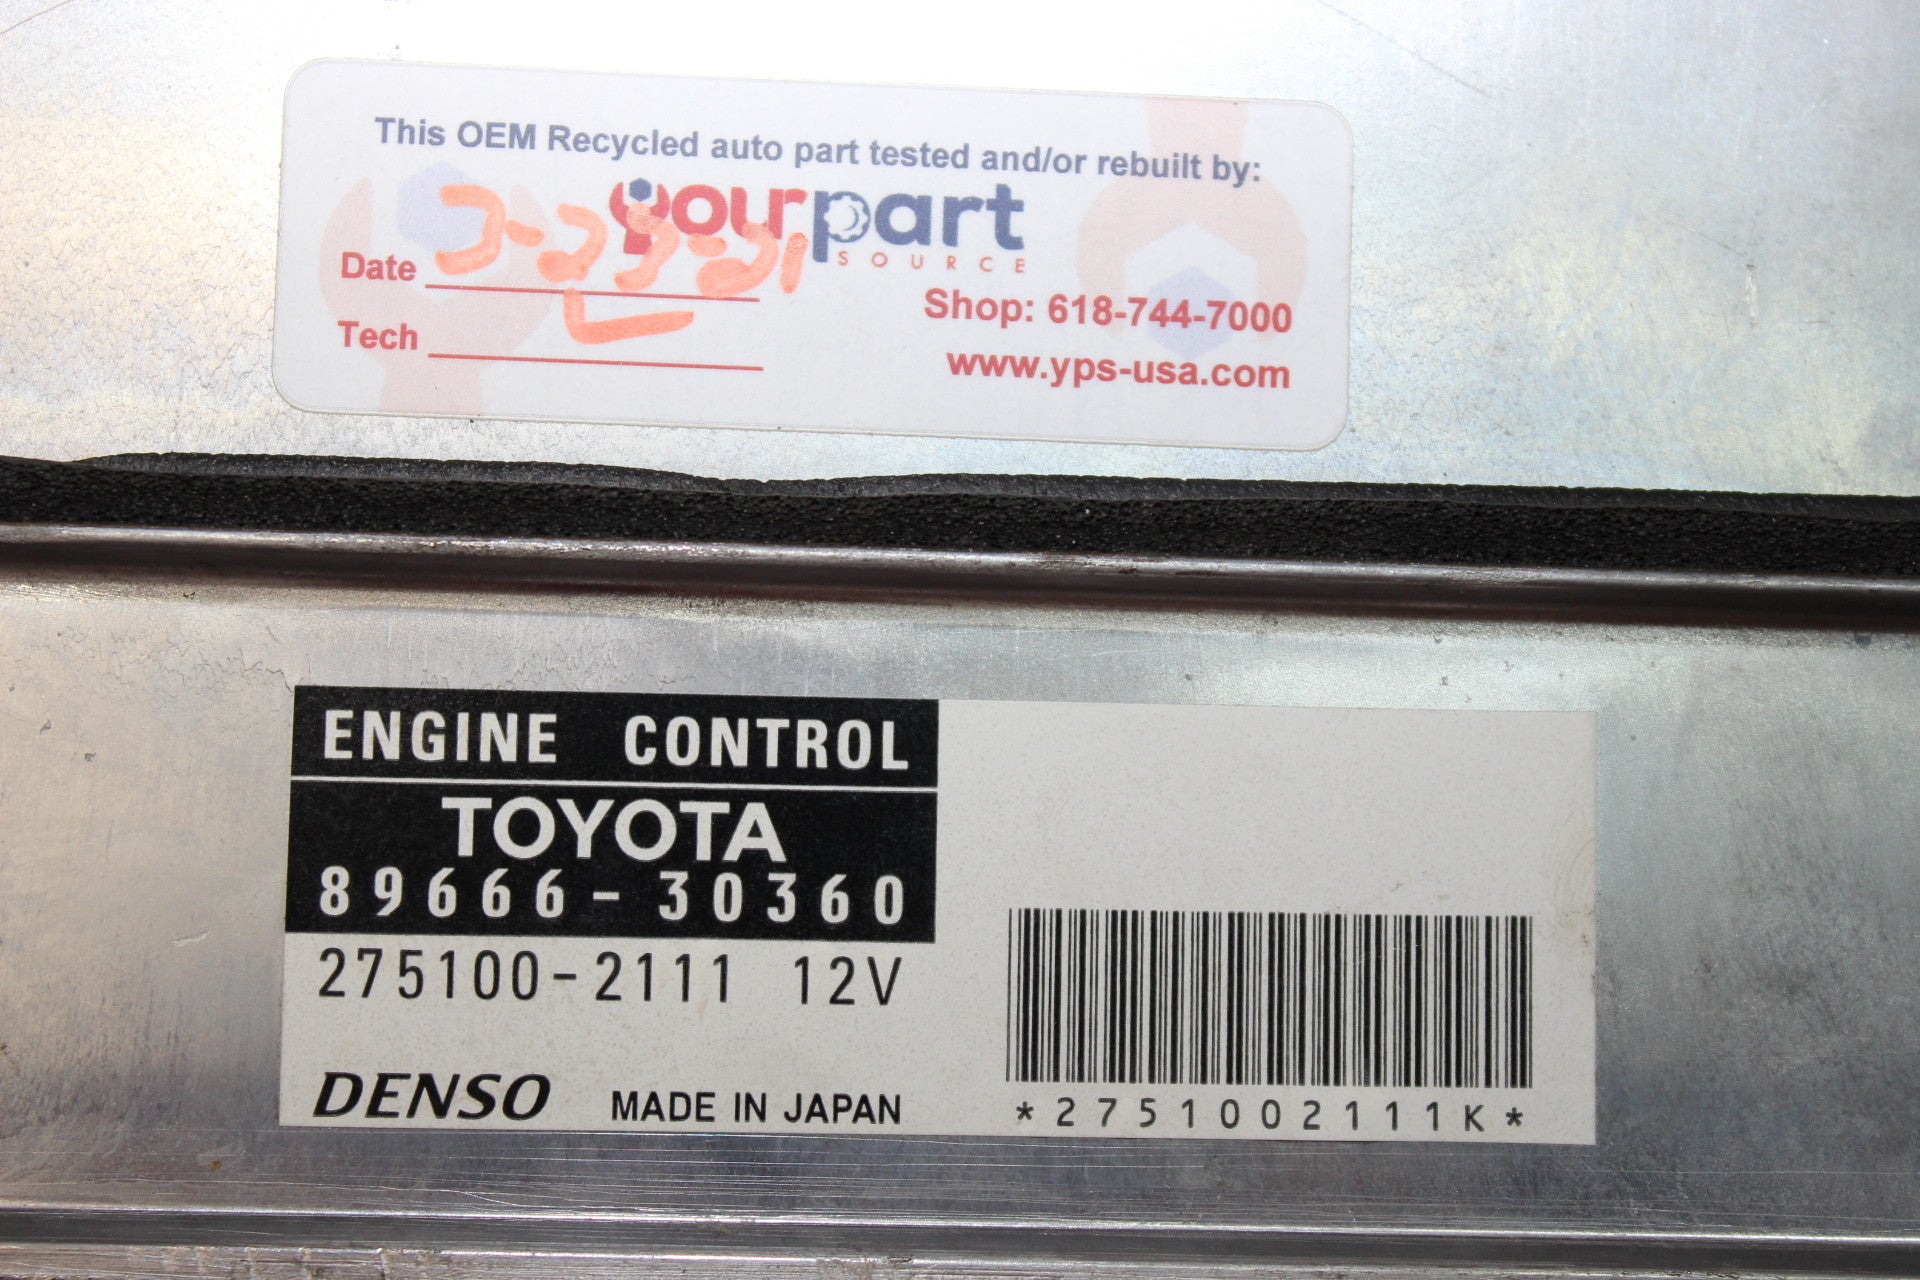 This OEM Recycled auto part tested and/or rebuilt by:
yourpart
SOURCE
Date
Tech
Shop: 618-744-7000
www.yps-usa.com
ENGINE CONTROL
TOYOTA
89666-30360
275100-2111 12V
DENSO MADE IN JAPAN
*2751002111K*